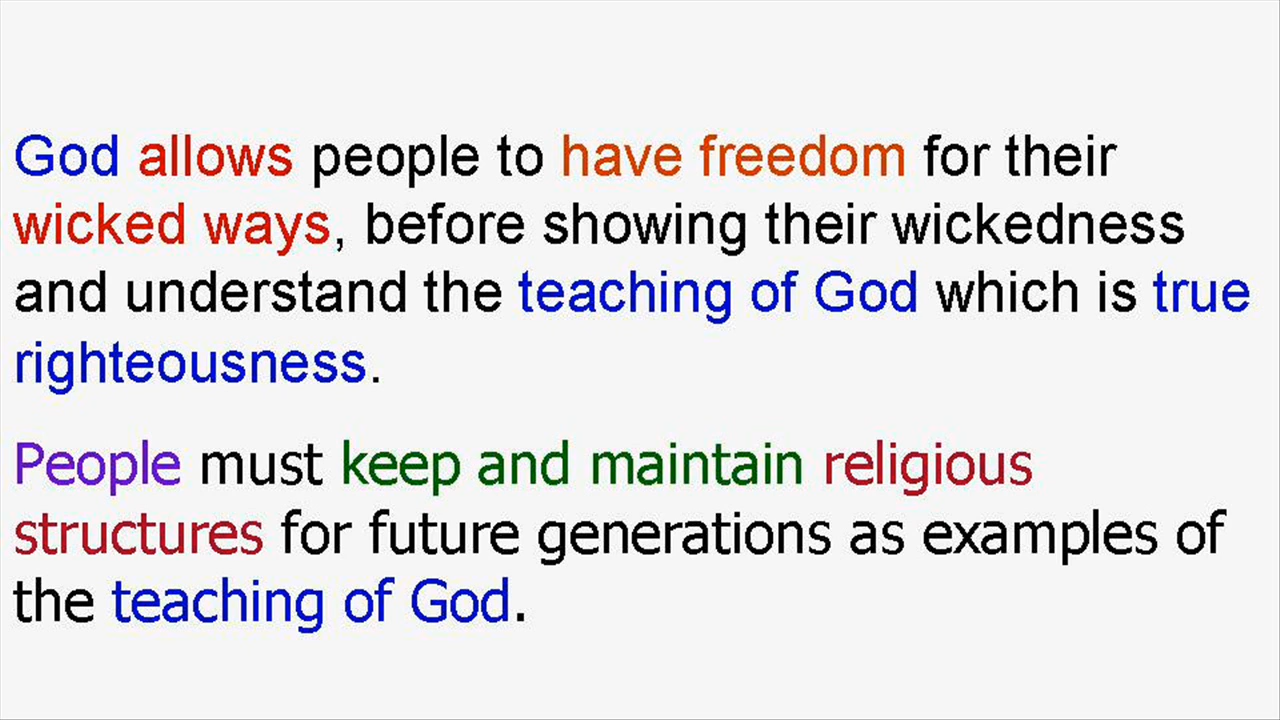 God allows people to have freedom for their
wicked ways, before showing their wickedness
and understand the teaching of God which is true
righteousness.
People must keep and maintain religious
structures for future generations as examples of
the teaching of God.